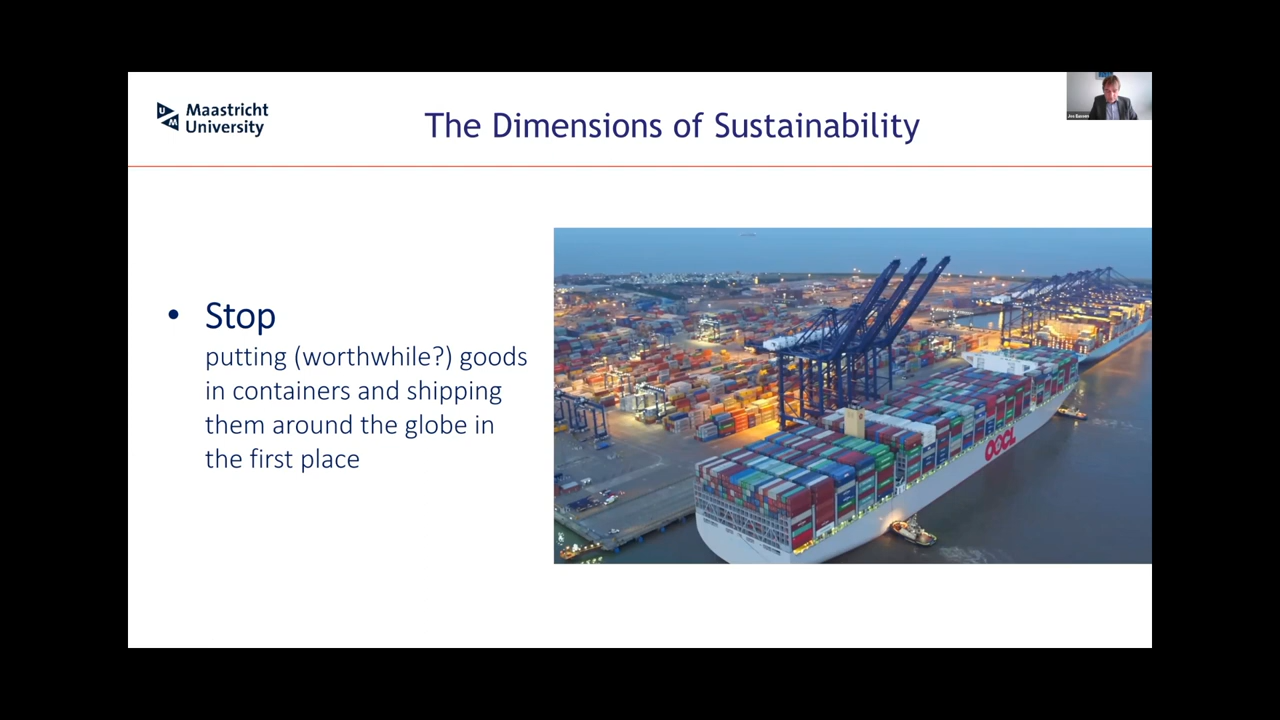 Maastricht
University
The Dimensions of Sustainability
• Stop
putting (worthwhile?) goods
in containers and shipping
them around the globe in
the first place
OOCL